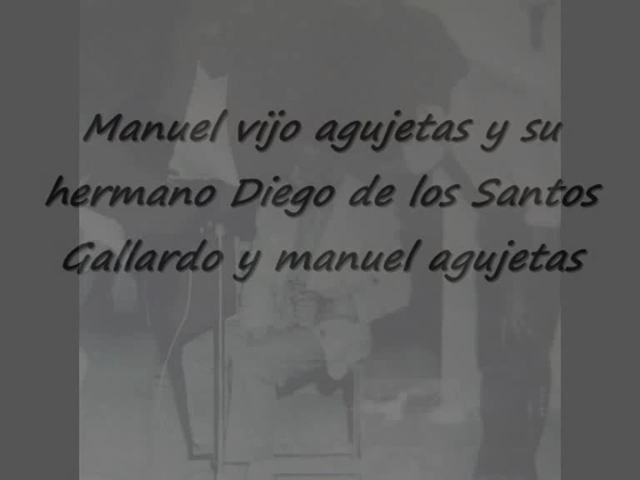 Manuel vijo agujetas y su
hermano Diego de los Santos
Gallardo y manuel agujetas